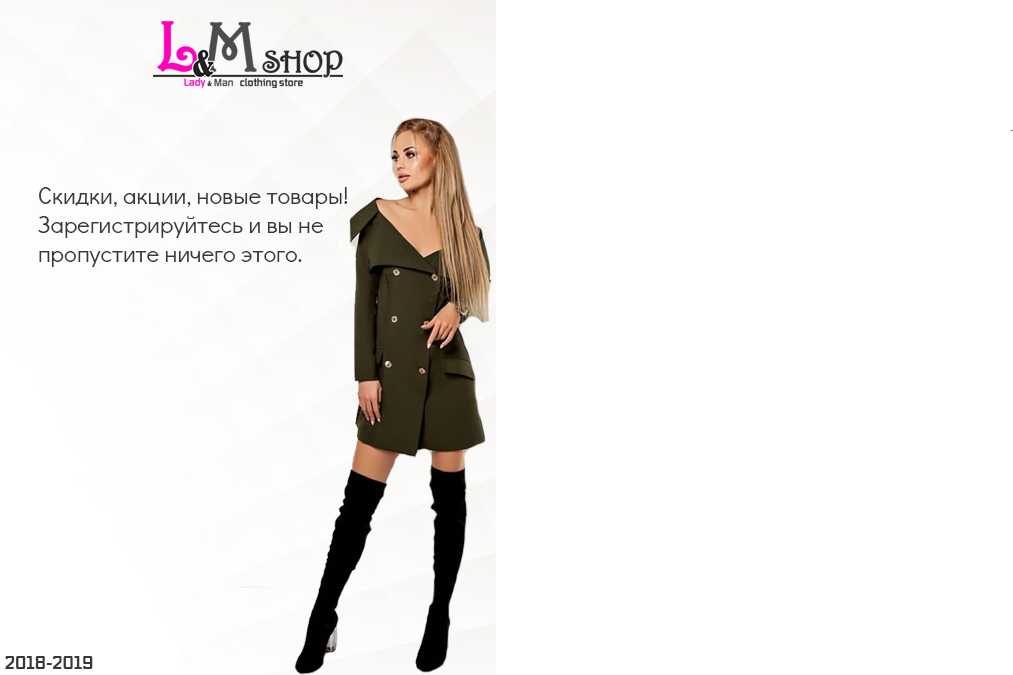 L&M SHOP
Lady & Man clothing store
Скидки, акции, новые товары!
Зарегистрируйтесь и вы не
пропустите ничего этого.
2018-2019